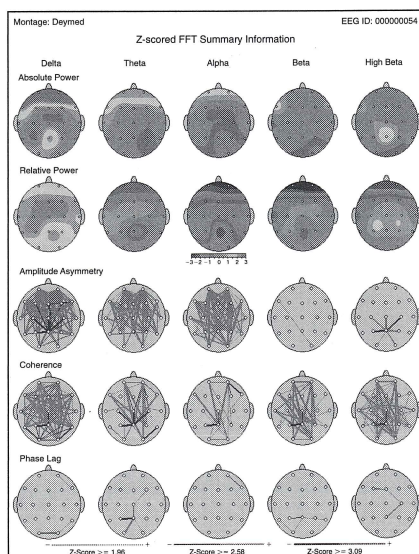 Montage: Deymed EEG ID: 000000054
Z-scored FFT Summary Information
Delta Theta Alpha Beta High Beta
Absolute Power
Relative Power
-3 -2 -1 0 1 2 3
Amplitude Asymmetry
Coherence
Phase Lag
- + - + - +
Z-Score >= 1.96 Z-Score >= 2.58 Z-Score >= 3.09